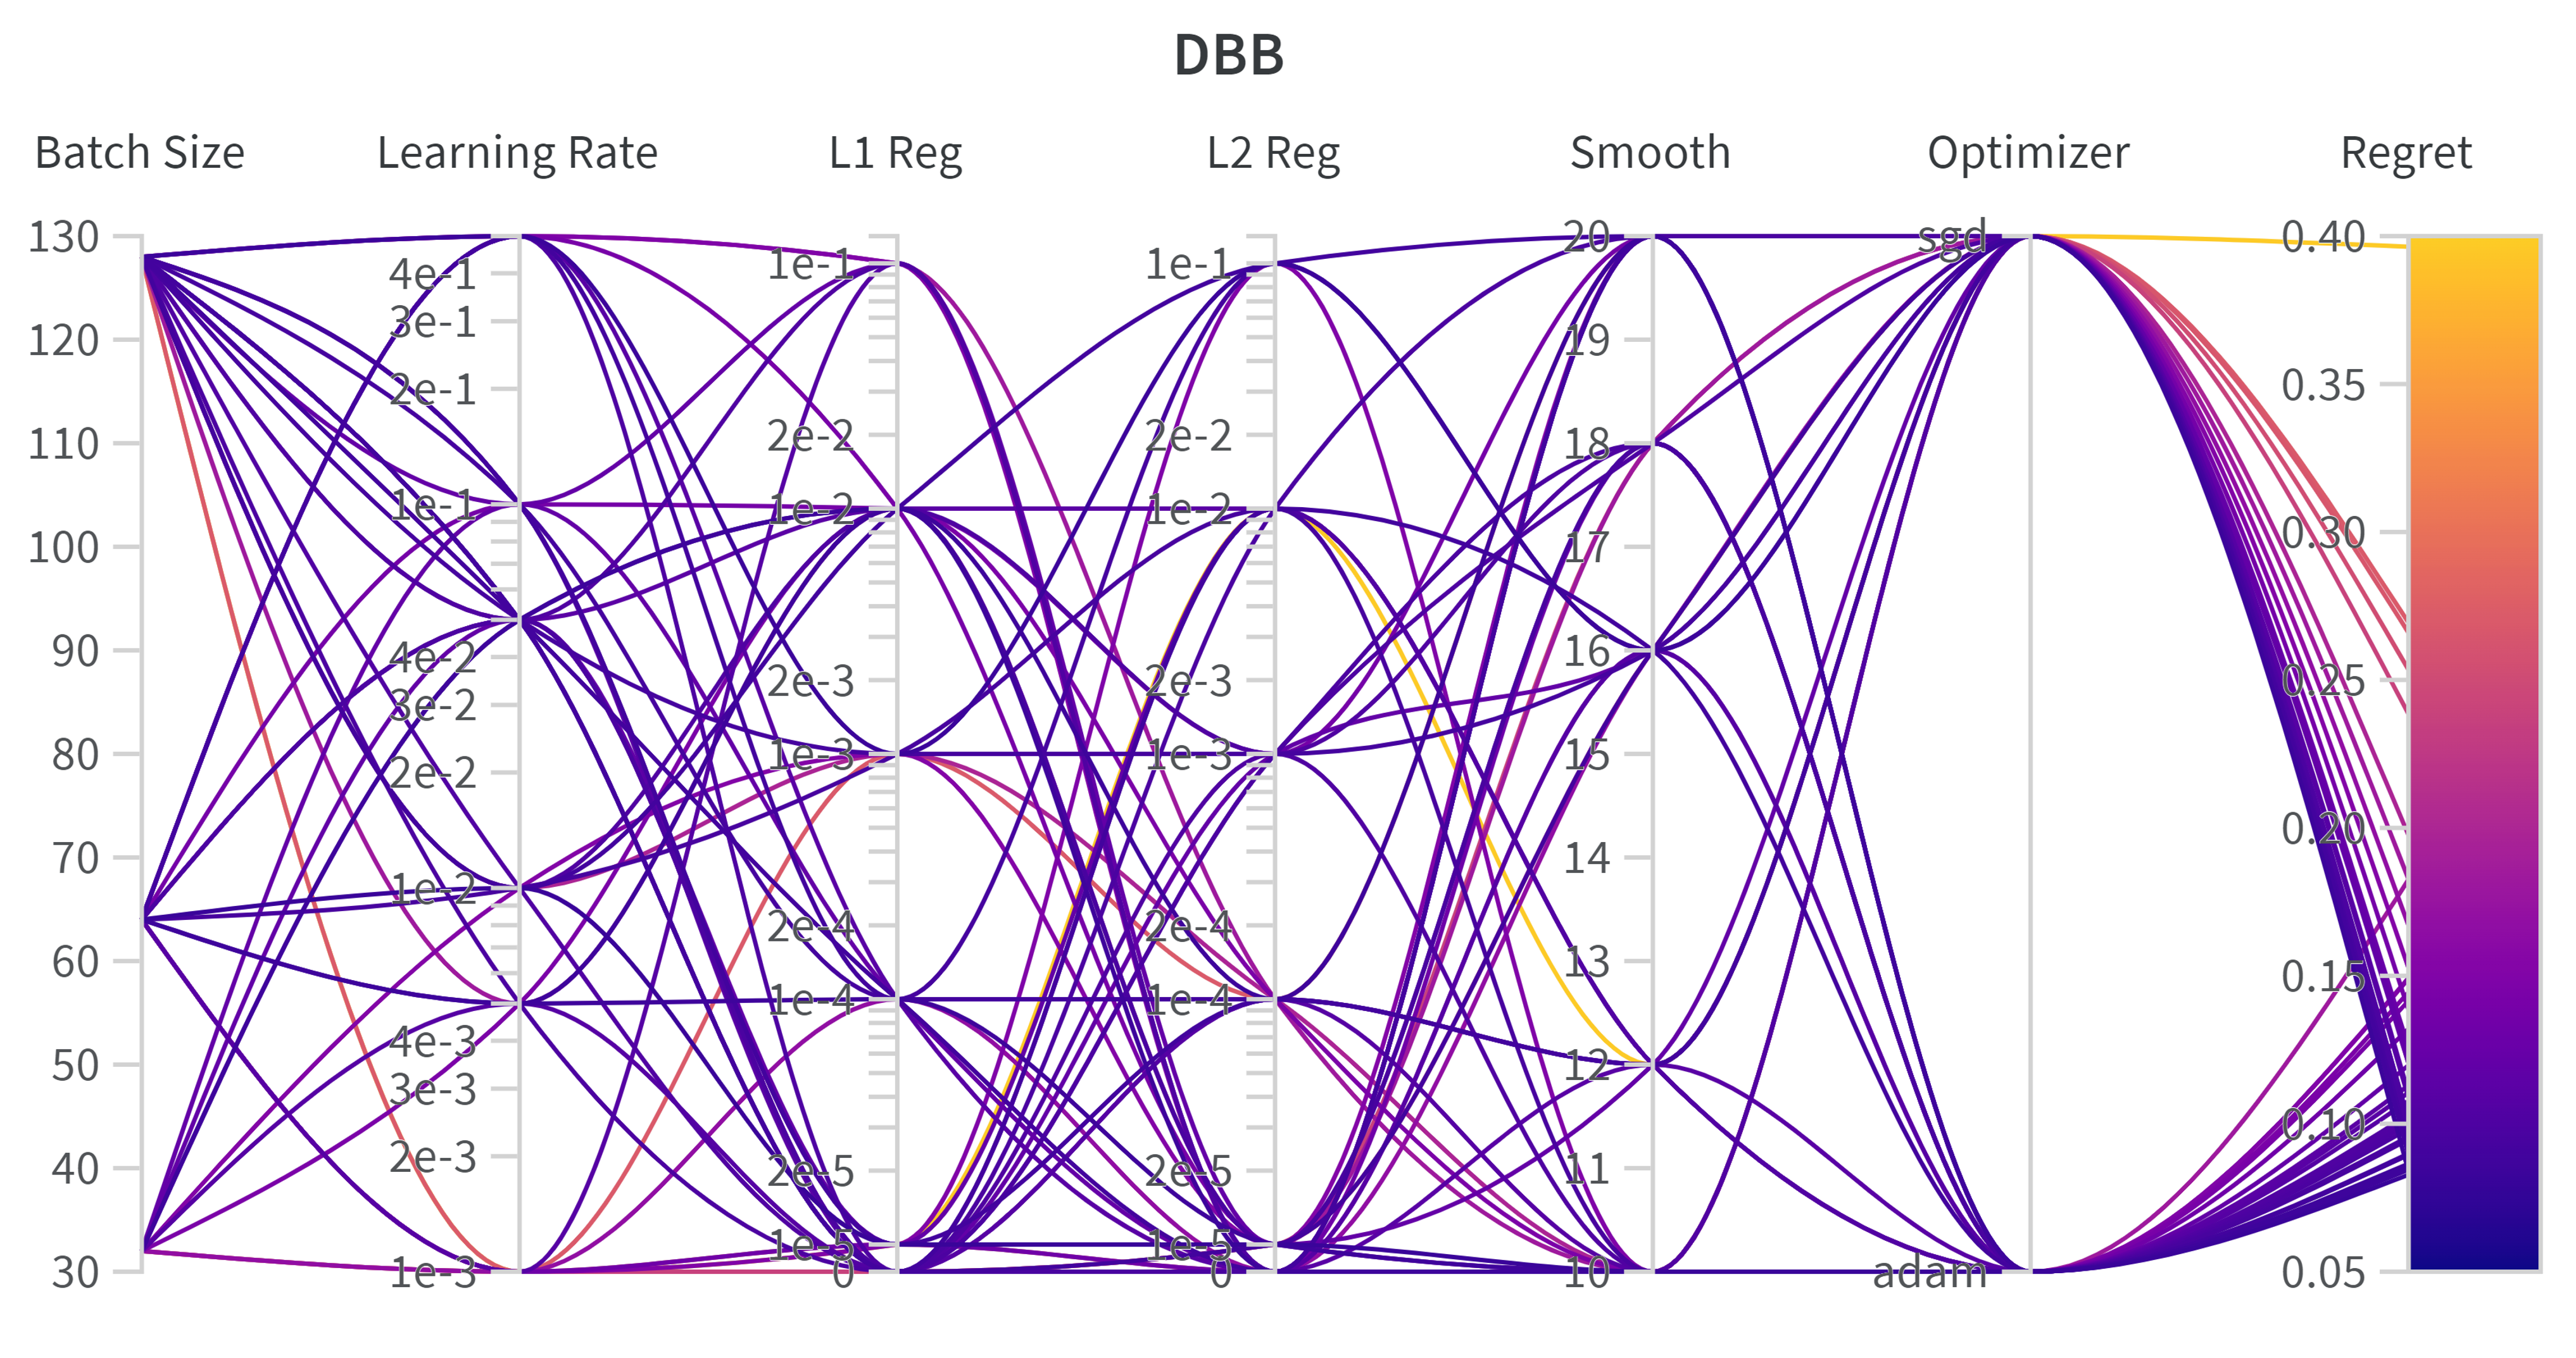 DBB
Batch Size Learning Rate L1 Reg L2 Reg Smooth Optimizer Regret
130
120
110
100
90
80
70
60
50
40
30
4e-1
3e-1
2e-1
1e-1
4e-2
3e-2
2e-2
1e-2
4e-3
3e-3
2e-3
1e-3
1e-1
2e-2
1e-2
2e-3
1e-3
2e-4
1e-4
2e-5
1e-5
0
1e-1
2e-2
1e-2
2e-3
1e-3
2e-4
1e-4
2e-5
1e-5
0
20
19
18
17
16
15
14
13
12
11
10
sgd
adam
0.40
0.35
0.30
0.25
0.20
0.15
0.10
0.05